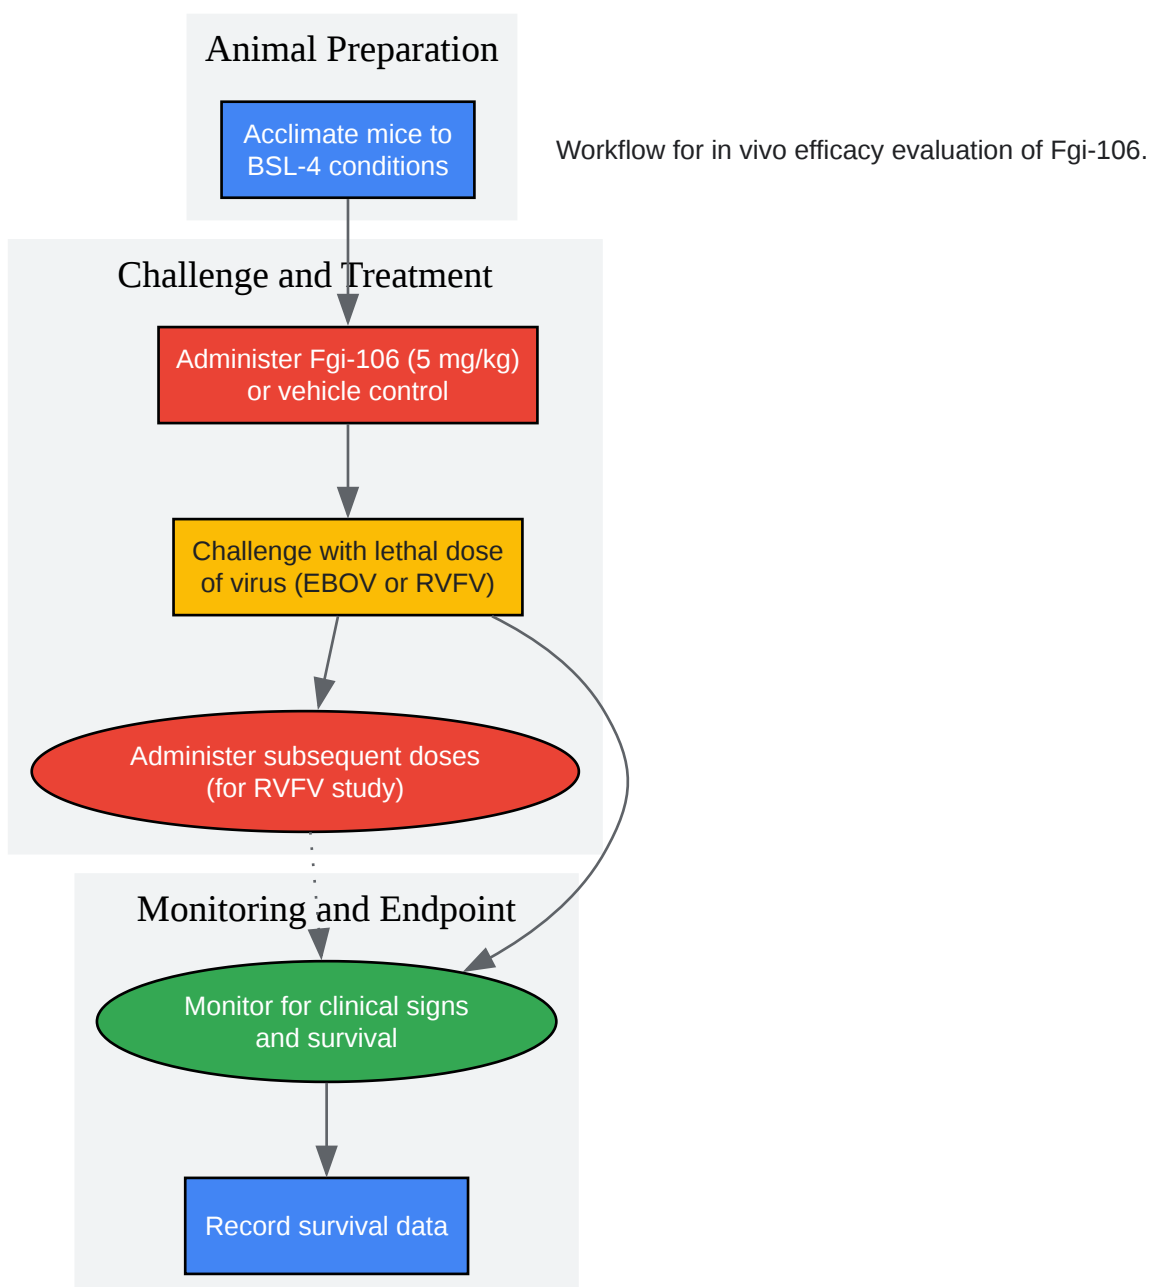 Animal Preparation
Acclimate mice to
BSL-4 conditions
Workflow for in vivo efficacy evaluation of Fgi-106.
Challenge and Treatment
Administer Fgi-106 (5 mg/kg)
or vehicle control
Challenge with lethal dose
of virus (EBOV or RVFV)
Administer subsequent doses
(for RVFV study)
Monitoring and Endpoint
Monitor for clinical signs
and survival
Record survival data